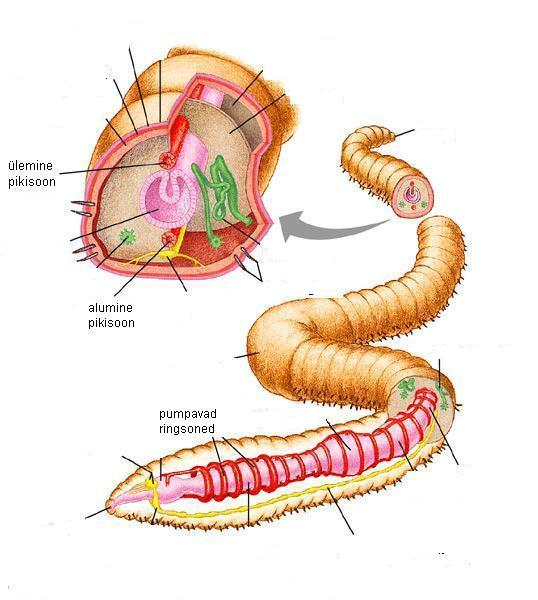 ülemine
pikisoon
alumine
pikisoon
pumpavad
ringsoned